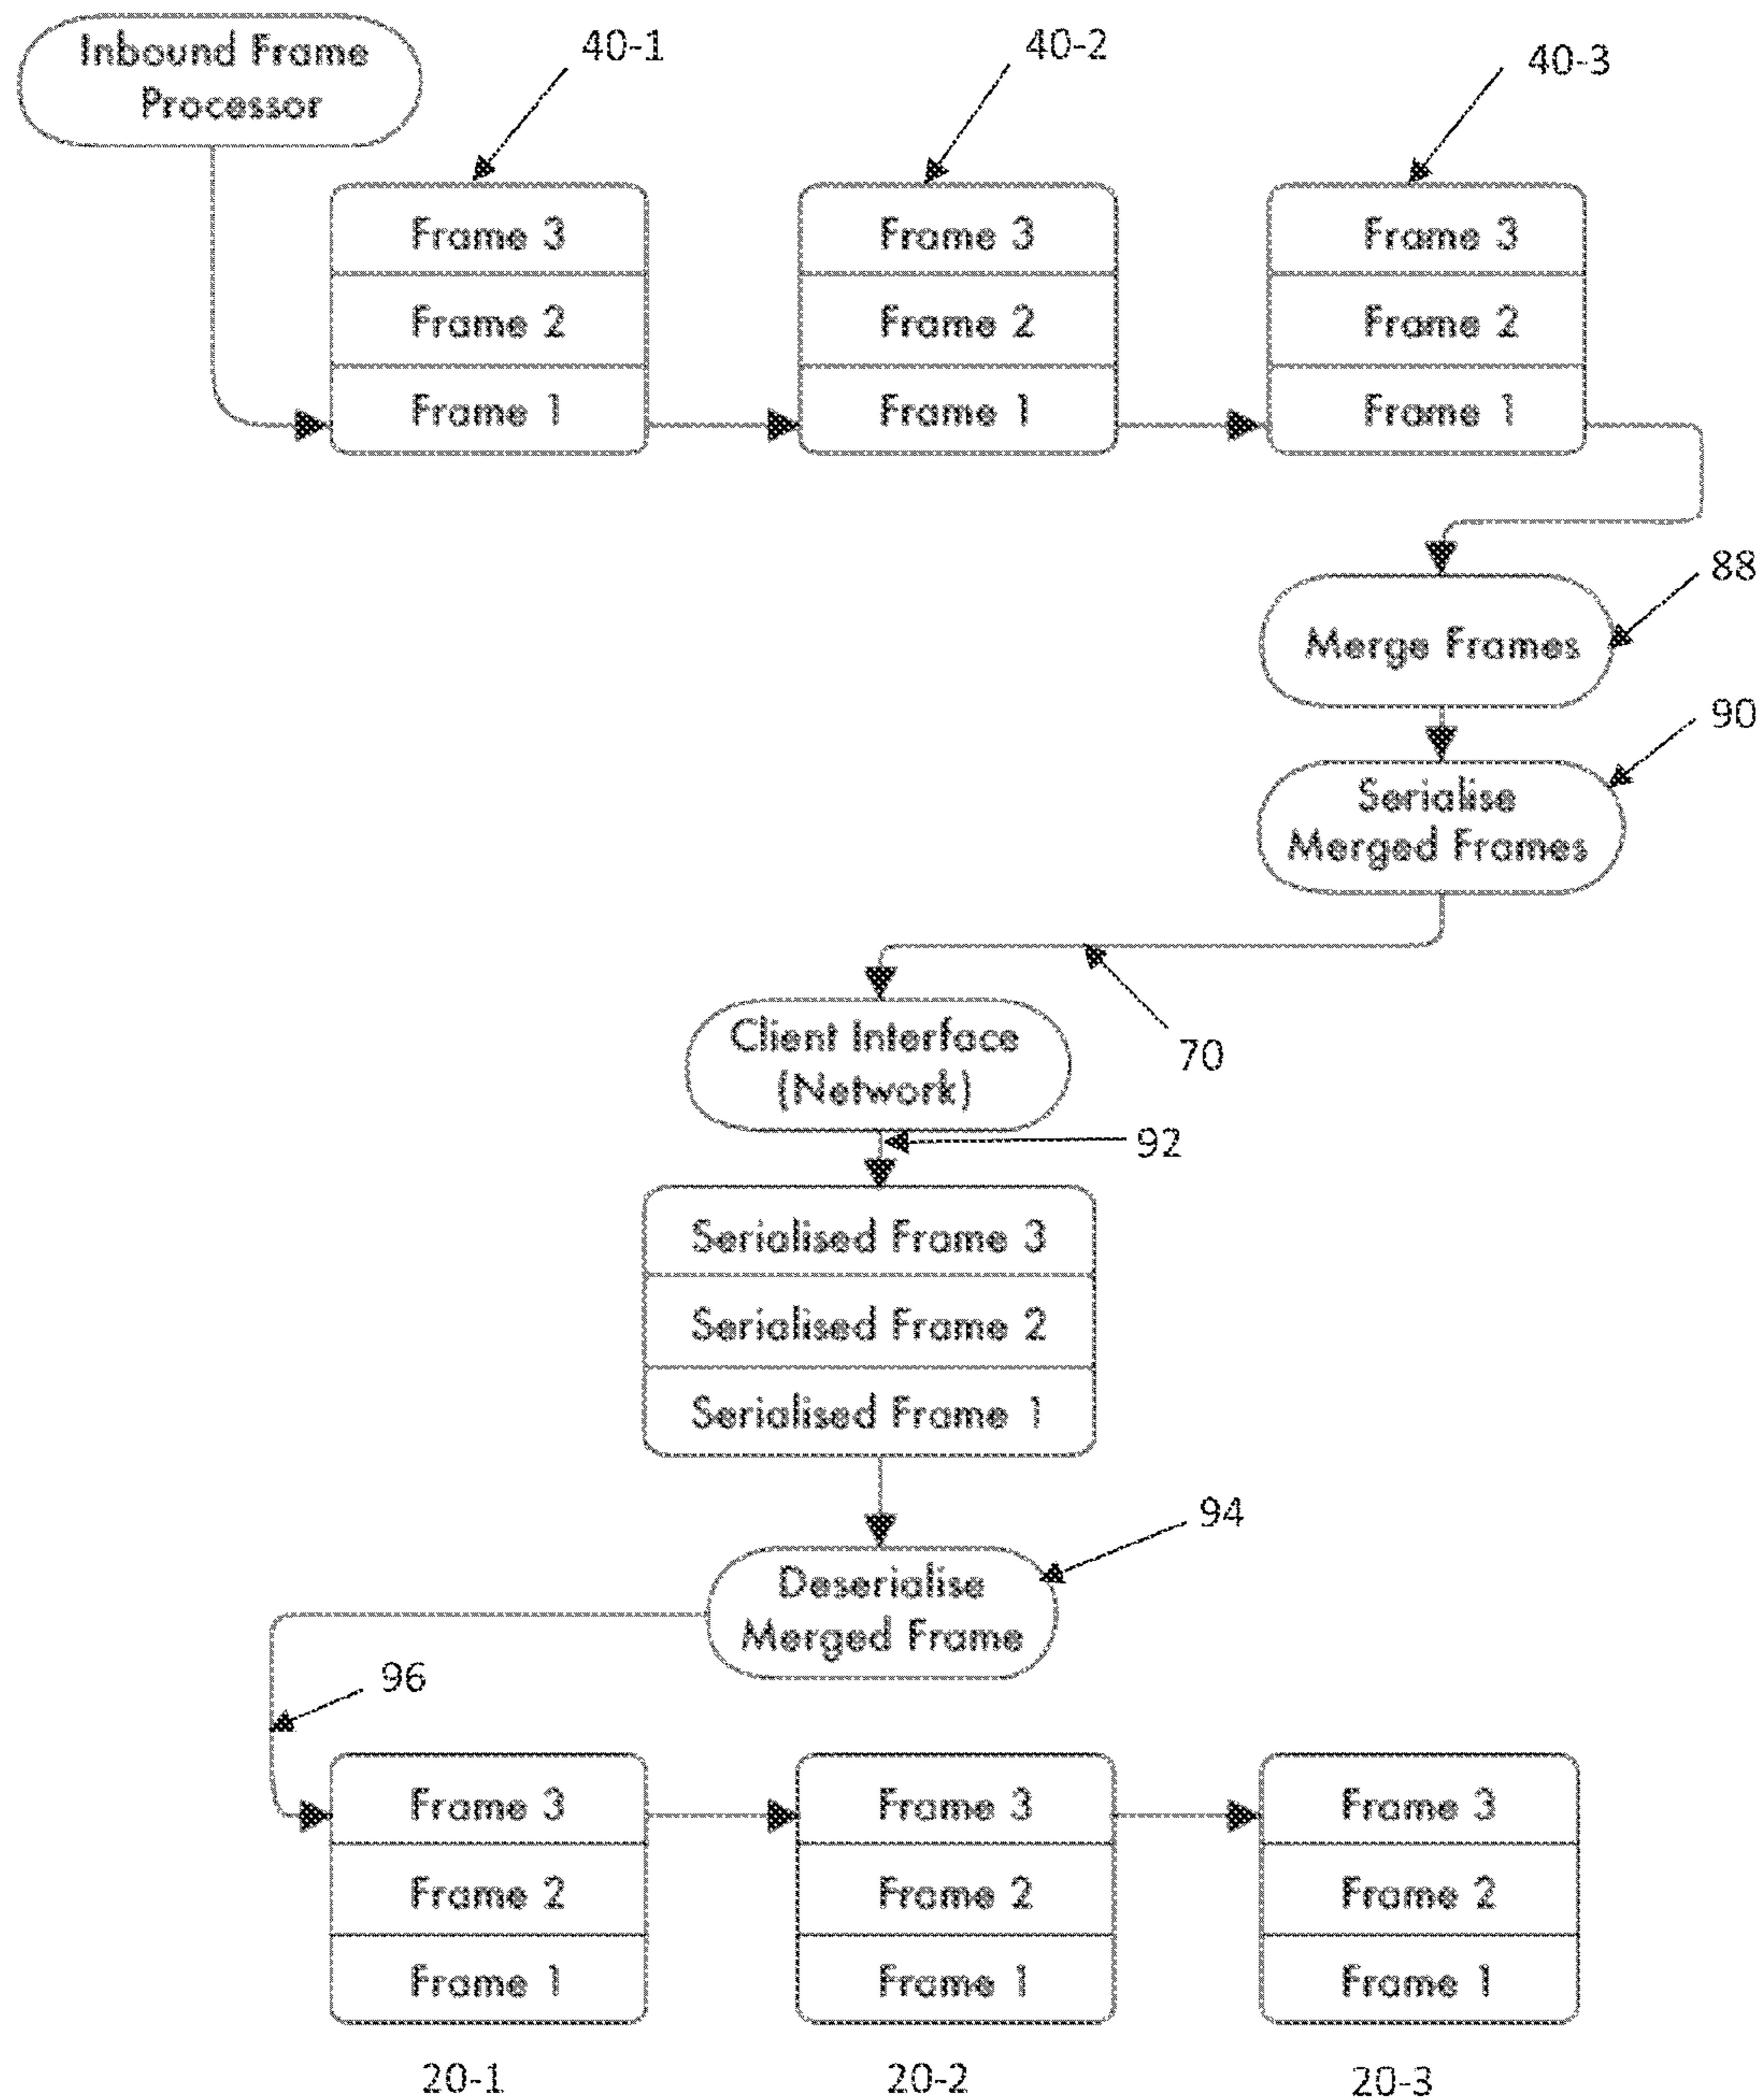 Inbound Frame
Processor
40-1
40-2
40-3
Frame 3
Frame 2
Frame 1
Frame 3
Frame 2
Frame 1
Frame 3
Frame 2
Frame 1
88
Merge Frames
90
Serialise
Merged Frames
70
Client Interface
(Network)
92
Serialised Frame 3
Serialised Frame 2
Serialised Frame 1
94
Deserialise
Merged Frame
96
Frame 3
Frame 2
Frame 1
Frame 3
Frame 2
Frame 1
Frame 3
Frame 2
Frame 1
20-1
20-2
20-3